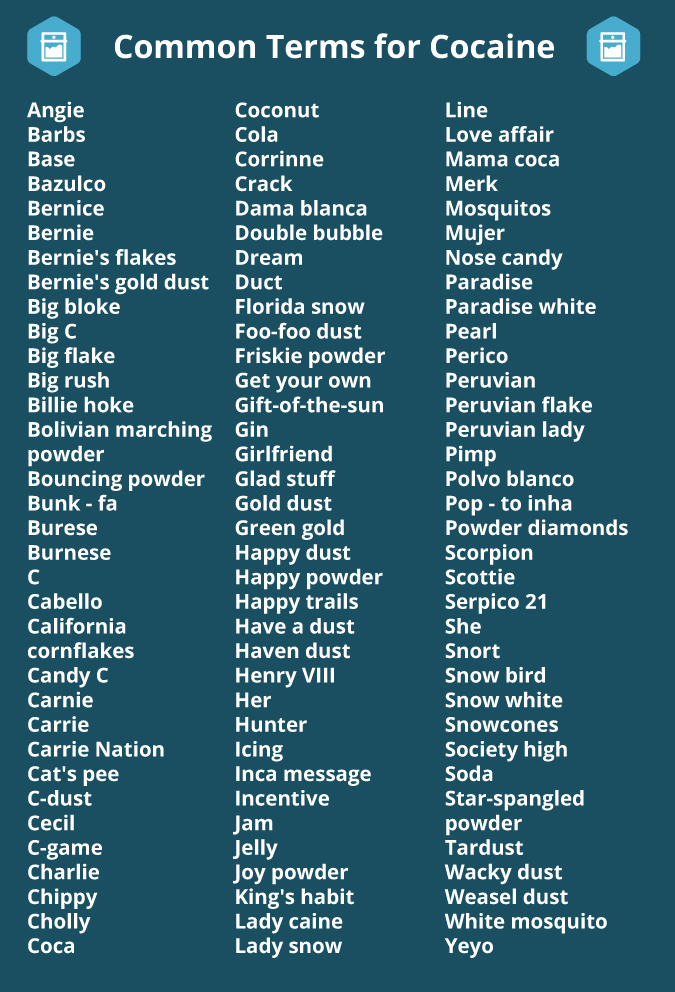 Common Terms for Cocaine
Angie
Barbs
Base
Bazulco
Bernice
Bernie
Bernie's flakes
Bernie's gold dust
Big bloke
Big C
Big flake
Big rush
Billie hoke
Bolivian marching
powder
Bouncing powder
Bunk - fa
Burese
Burnese
C
Cabello
California
cornflakes
Candy C
Carnie
Carrie
Carrie Nation
Cat's pee
C-dust
Cecil
C-game
Charlie
Chippy
Cholly
Coca
Coconut
Cola
Corrinne
Crack
Dama blanca
Double bubble
Dream
Duct
Florida snow
Foo-foo dust
Friskie powder
Get your own
Gift-of-the-sun
Gin
Girlfriend
Glad stuff
Gold dust
Green gold
Happy dust
Happy powder
Happy trails
Have a dust
Haven dust
Henry VIII
Her
Hunter
Icing
Inca message
Incentive
Jam
Jelly
Joy powder
King's habit
Lady caine
Lady snow
Line
Love affair
Mama coca
Merk
Mosquitos
Mujer
Nose candy
Paradise
Paradise white
Pearl
Perico
Peruvian
Peruvian flake
Peruvian lady
Pimp
Polvo blanco
Pop - to inha
Powder diamonds
Scorpion
Scottie
Serpico 21
She
Snort
Snow bird
Snow white
Snowcones
Society high
Soda
Star-spangled
powder
Tardust
Wacky dust
Weasel dust
White mosquito
Yeyo